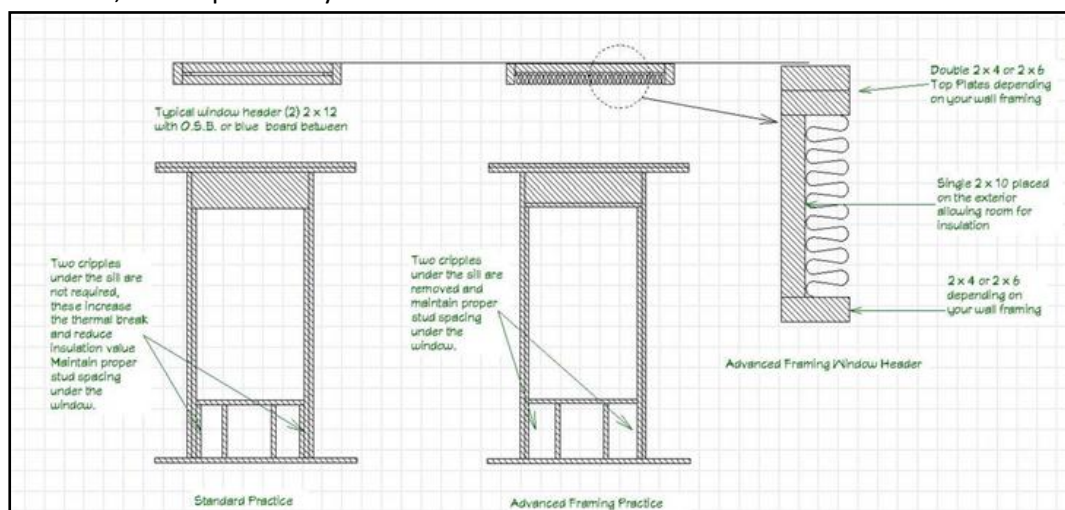 Typical window header (2) 2 x 12
with O.S.B. or blue board between
Double 2 x 4 or 2 x 6
Top Plates depending
on your wall framing
Single 2 x 10 placed
on the exterior
allowing room for
insulation
2 x 4 or 2 x 6
depending on
your wall framing
Advanced Framing Window Header
Two cripples
under the sill are
not required,
these increase
the thermal break
and reduce
insulation value
Maintain proper
stud spacing
under the
window.
Two cripples
under the sill are
removed and
maintain proper
stud spacing
under the
window.
Standard Practice
Advanced Framing Practice